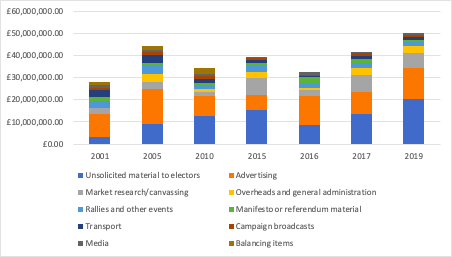 £60,000,000.00
£50,000,000.00
£40,000,000.00
£30,000,000.00
£20,000,000.00
£10,000,000.00
£0.00
2001 2005 2010 2015 2016 2017 2019
Unsolicited material to electors Advertising
Market research/canvassing Overheads and general administration
Rallies and other events Manifesto or referendum material
Transport Campaign broadcasts
Media Balancing items